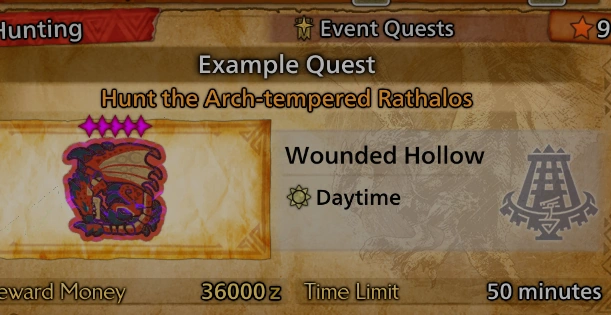 Hunting
Event Quests
9
Example Quest
Hunt the Arch-tempered Rathalos
Wounded Hollow
Daytime
eward Money 36000z
Time Limit 50 minutes